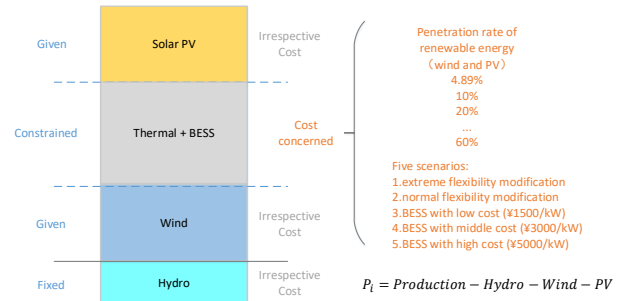 Given
Solar PV
Irrespective
Cost
Constrained
Thermal + BESS
Cost
concerned
Given
Wind
Irrespective
Cost
Fixed
Hydro
Irrespective
Cost
Penetration rate of
renewable energy
(wind and PV)
4.89%
10%
20%
...
60%
Five scenarios:
1.extreme flexibility modification
2.normal flexibility modification
3.BESS with low cost (¥1500/kW)
4.BESS with middle cost (¥3000/kW)
5.BESS with high cost (¥5000/kW)
P_i = Production − Hydro − Wind − PV